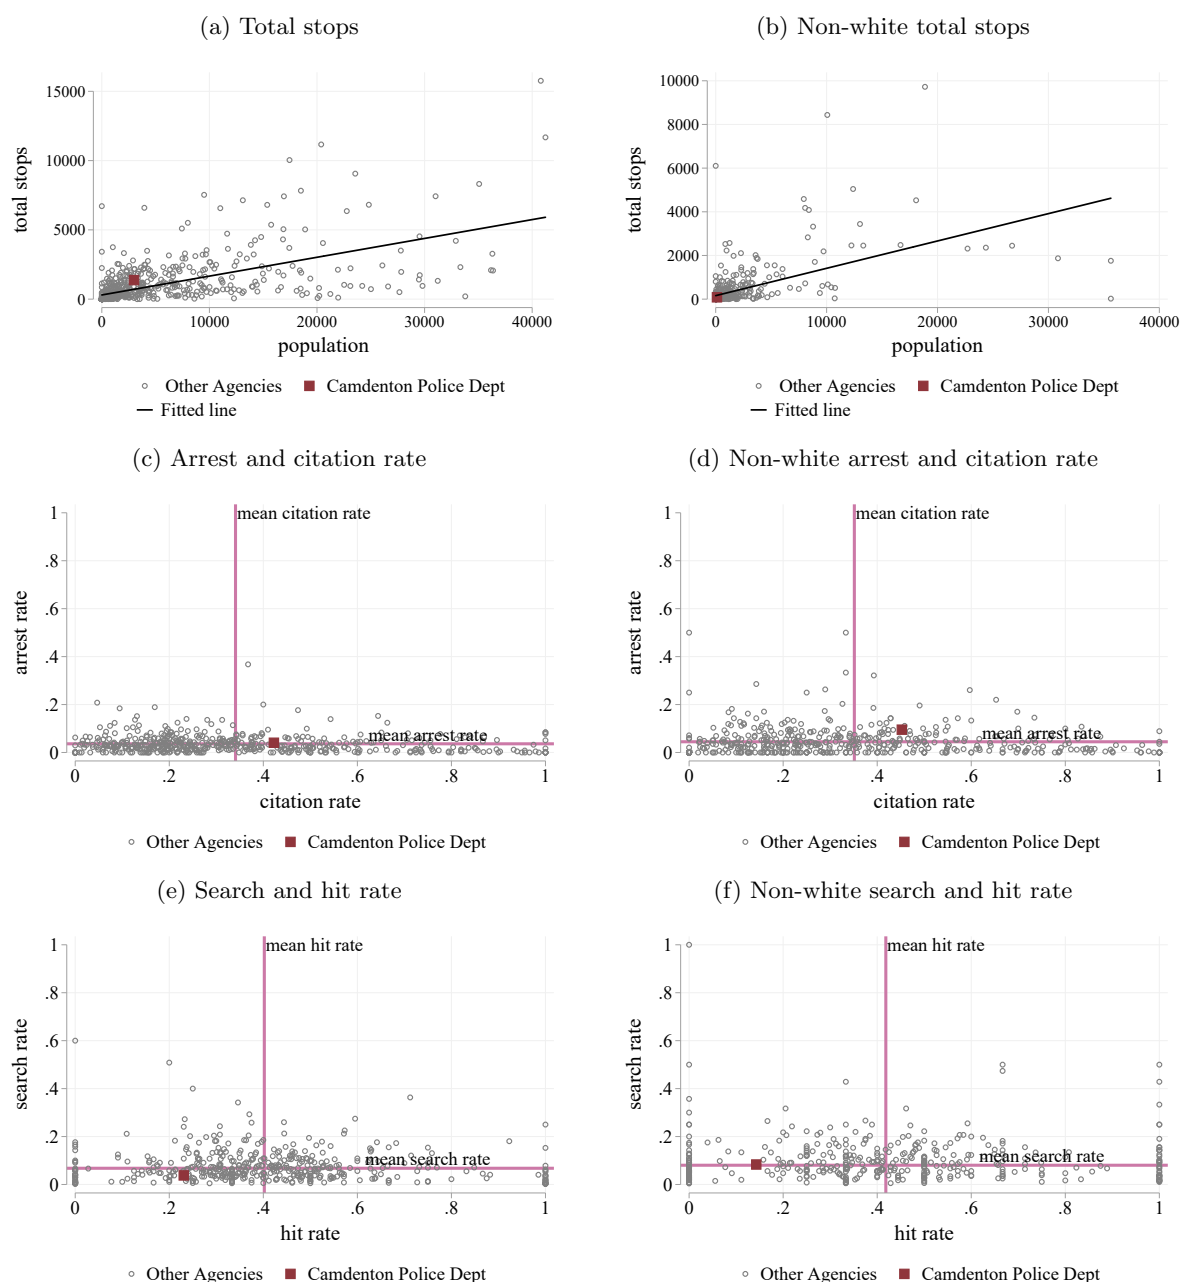 (a) Total stops
(b) Non-white total stops
total stops
15000
10000
5000
0
0 10000 20000 30000 40000
population
Other Agencies Camdenton Police Dept
Fitted line
total stops
10000
8000
6000
4000
2000
0
0 10000 20000 30000 40000
population
Other Agencies Camdenton Police Dept
Fitted line
(c) Arrest and citation rate
(d) Non-white arrest and citation rate
mean citation rate
arrest rate
1
.8
.6
.4
.2
0
mean arrest rate
0 .2 .4 .6 .8 1
citation rate
Other Agencies Camdenton Police Dept
mean citation rate
arrest rate
1
.8
.6
.4
.2
0
mean arrest rate
0 .2 .4 .6 .8 1
citation rate
Other Agencies Camdenton Police Dept
(e) Search and hit rate
(f) Non-white search and hit rate
mean hit rate
search rate
1
.8
.6
.4
.2
0
mean search rate
0 .2 .4 .6 .8 1
hit rate
Other Agencies Camdenton Police Dept
mean hit rate
search rate
1
.8
.6
.4
.2
0
mean search rate
0 .2 .4 .6 .8 1
hit rate
Other Agencies Camdenton Police Dept